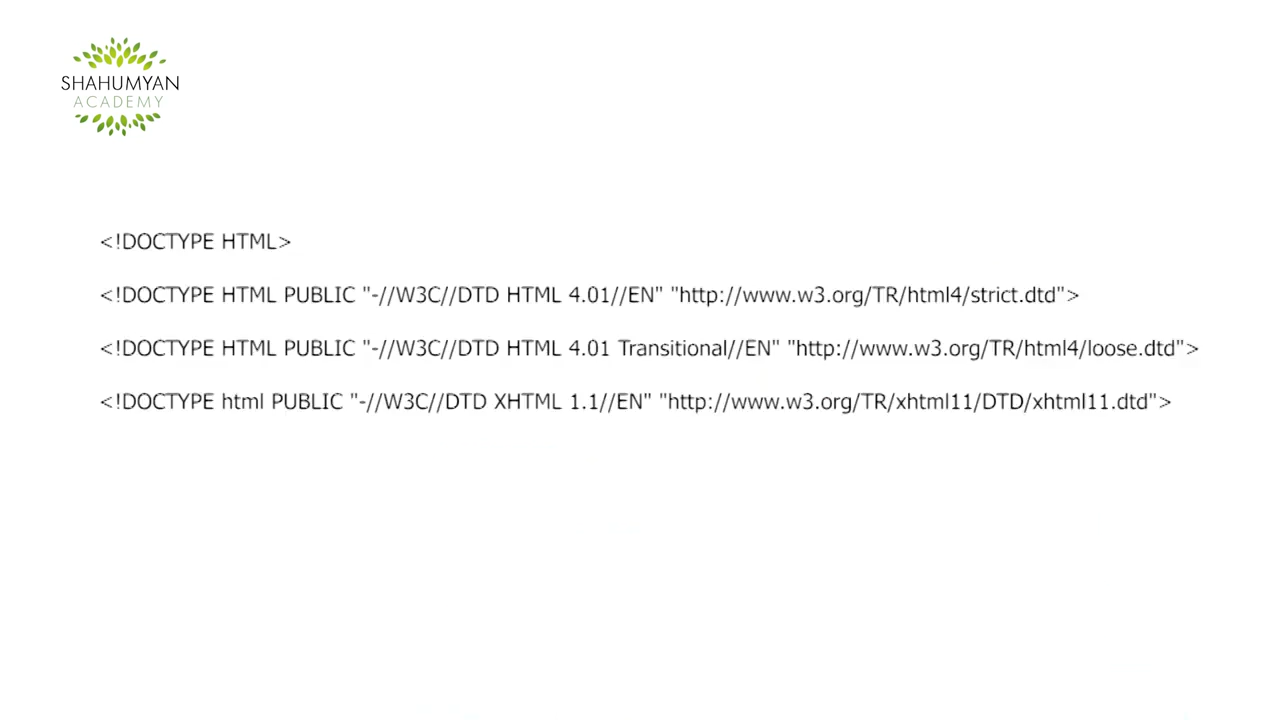 SHAHUMYAN
ACADEMY
<!DOCTYPE HTML>
<!DOCTYPE HTML PUBLIC "-//W3C//DTD HTML 4.01//EN" "http://www.w3.org/TR/html4/strict.dtd">
<!DOCTYPE HTML PUBLIC "-//W3C//DTD HTML 4.01 Transitional//EN" "http://www.w3.org/TR/html4/loose.dtd">
<!DOCTYPE html PUBLIC "-//W3C//DTD XHTML 1.1//EN" "http://www.w3.org/TR/xhtml11/DTD/xhtml11.dtd">